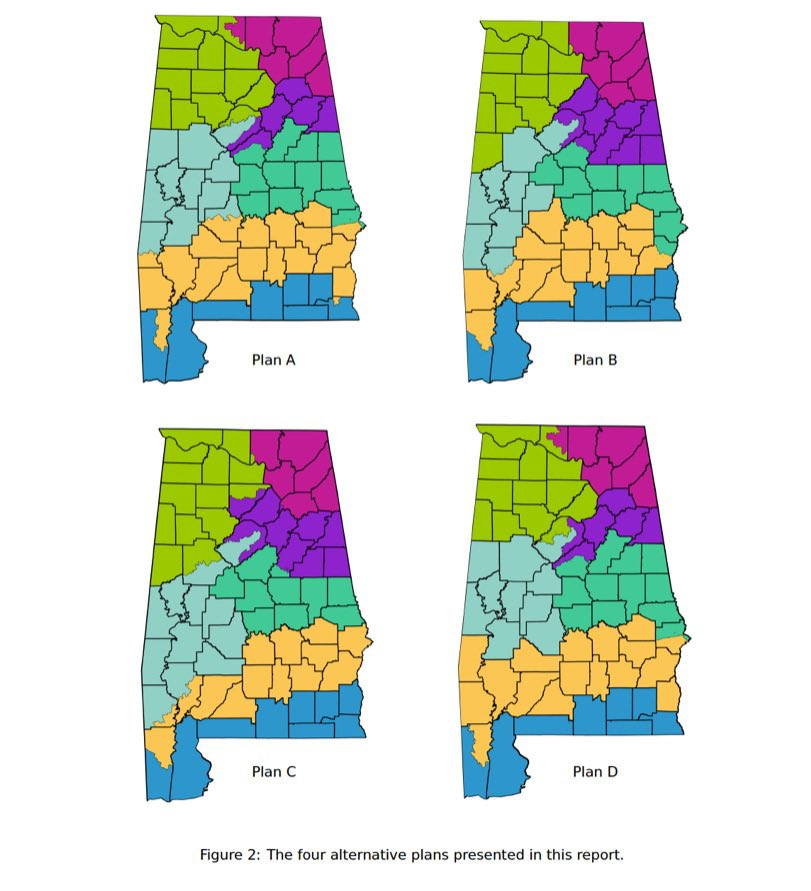 Plan A
Plan B
Plan C
Plan D
Figure 2: The four alternative plans presented in this report.